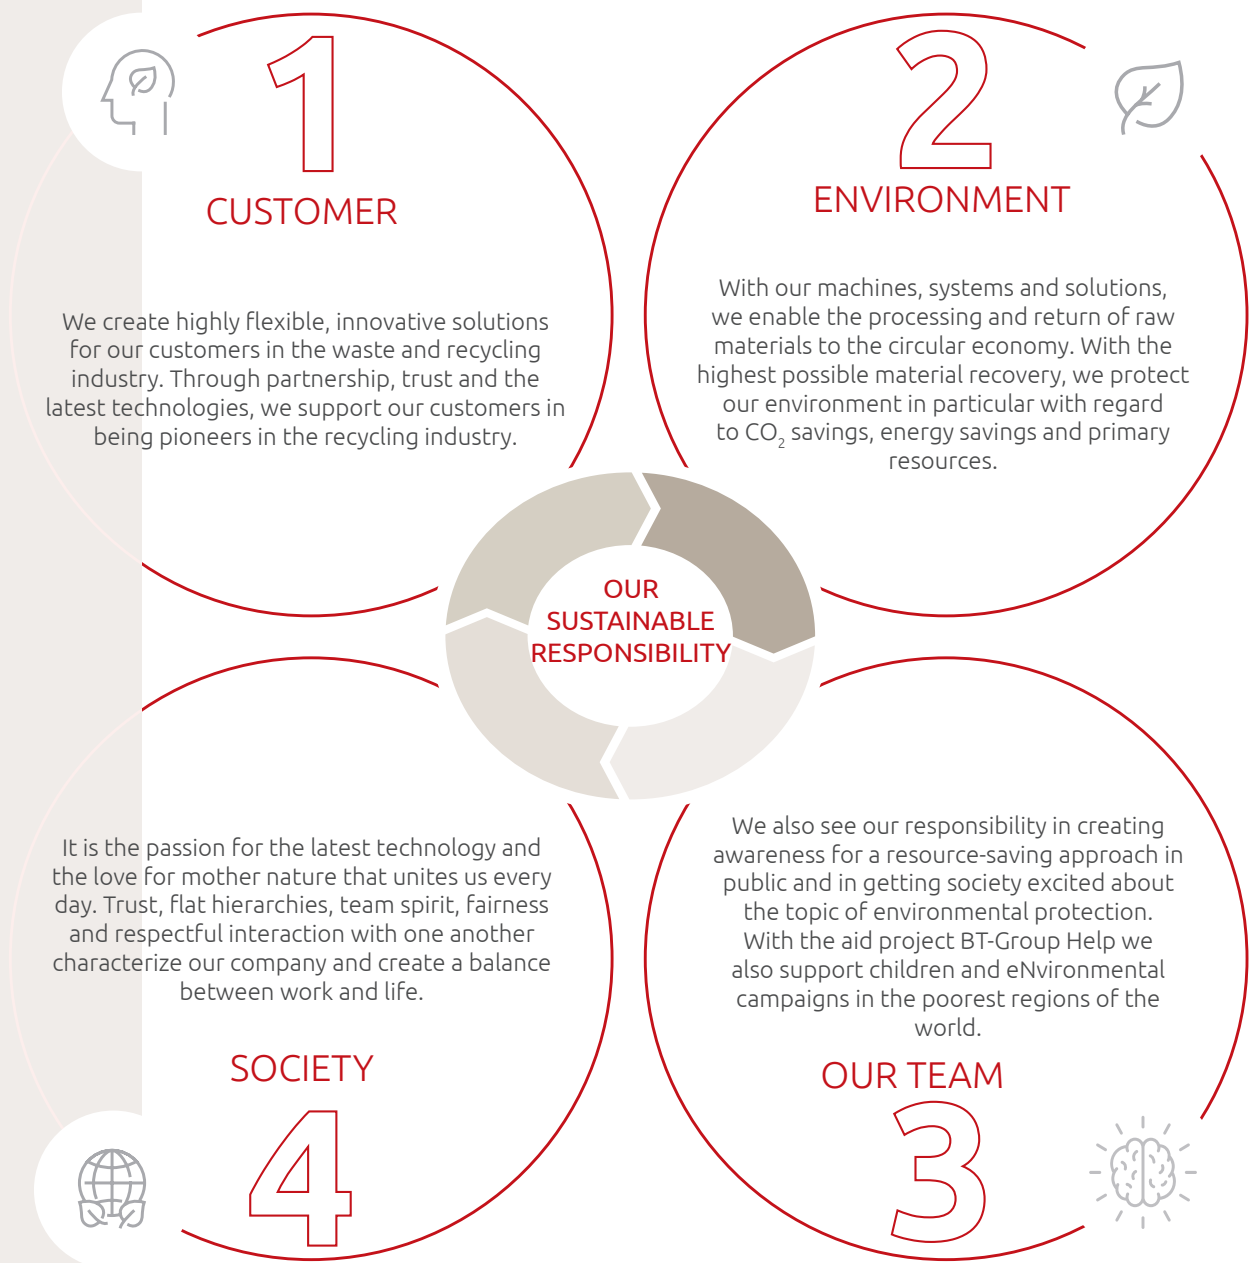 1
CUSTOMER
We create highly flexible, innovative solutions
for our customers in the waste and recycling
industry. Through partnership, trust and the
latest technologies, we support our customers in
being pioneers in the recycling industry.
2
ENVIRONMENT
With our machines, systems and solutions,
we enable the processing and return of raw
materials to the circular economy. With the
highest possible material recovery, we protect
our environment in particular with regard
to CO₂ savings, energy savings and primary
resources.
OUR
SUSTAINABLE
RESPONSIBILITY
It is the passion for the latest technology and
the love for mother nature that unites us every
day. Trust, flat hierarchies, team spirit, fairness
and respectful interaction with one another
characterize our company and create a balance
between work and life.
SOCIETY
4
We also see our responsibility in creating
awareness for a resource-saving approach in
public and in getting society excited about
the topic of environmental protection.
With the aid project BT-Group Help we
also support children and eNvironmental
campaigns in the poorest regions of the
world.
OUR TEAM
3